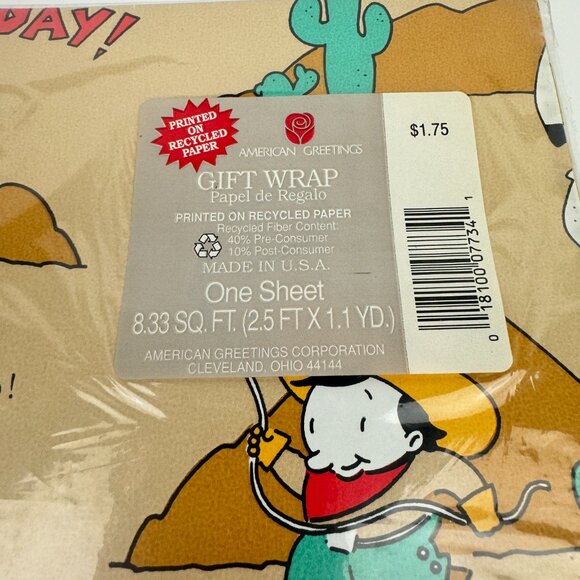 DAY!
PRINTED
ON
RECYCLED
PAPER
AMERICAN GREETINGS
$1.75
GIFT WRAP
Papel de Regalo
PRINTED ON RECYCLED PAPER
Recycled Fiber Content:
40% Pre-Consumer
10% Post-Consumer
MADE IN U.S.A.
One Sheet
8.33 SQ. FT. (2.5 FT X 1.1 YD.)
AMERICAN GREETINGS CORPORATION
CLEVELAND, OHIO 44144
0 18100 07734 1